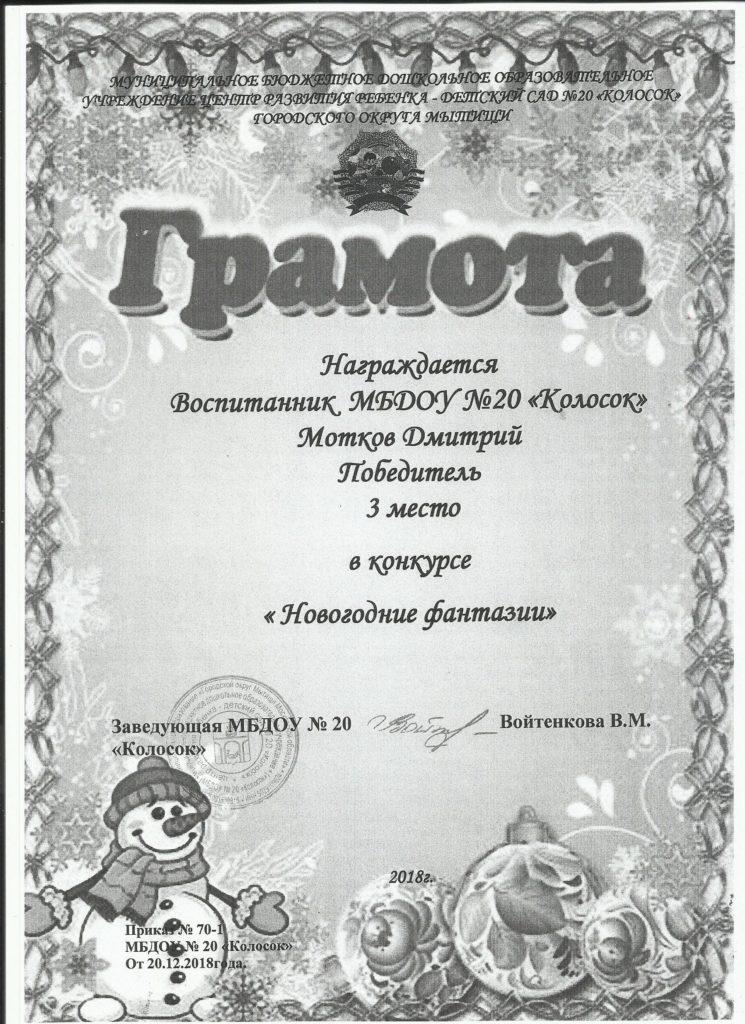 МУНИЦИПАЛЬНОЕ БЮДЖЕТНОЕ ДОШКОЛЬНОЕ ОБРАЗОВАТЕЛЬНОЕ
УЧРЕЖДЕНИЕ ЦЕНТР РАЗВИТИЯ РЕБЕНКА - ДЕТСКИЙ САД №20 «КОЛОСОК»
ГОРОДСКОГО ОКРУГА МЫТИЩИ
Грамота
Награждается
Воспитанник МБДОУ №20 «Колосок»
Мотков Дмитрий
Победитель
3 место
в конкурсе
« Новогодние фантазии»
Заведующая МБДОУ № 20
«Колосок»
Войтенкова В.М.
2018г.
Приказ № 70-1
МБДОУ № 20 «Колосок»
От 20.12.2018года.